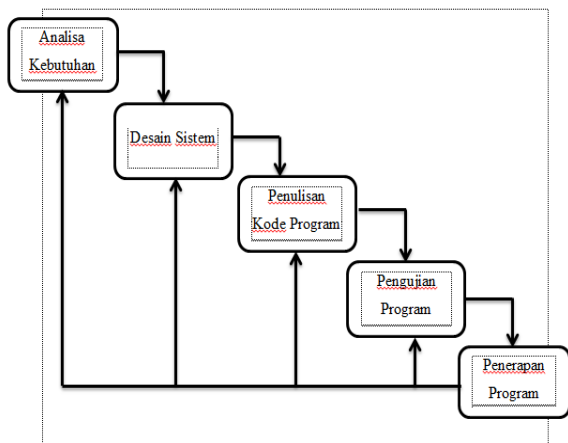 Analisa
Kebutuhan
Desain Sistem
Penulisan
Kode Program
Pengujian
Program
Penerapan
Program